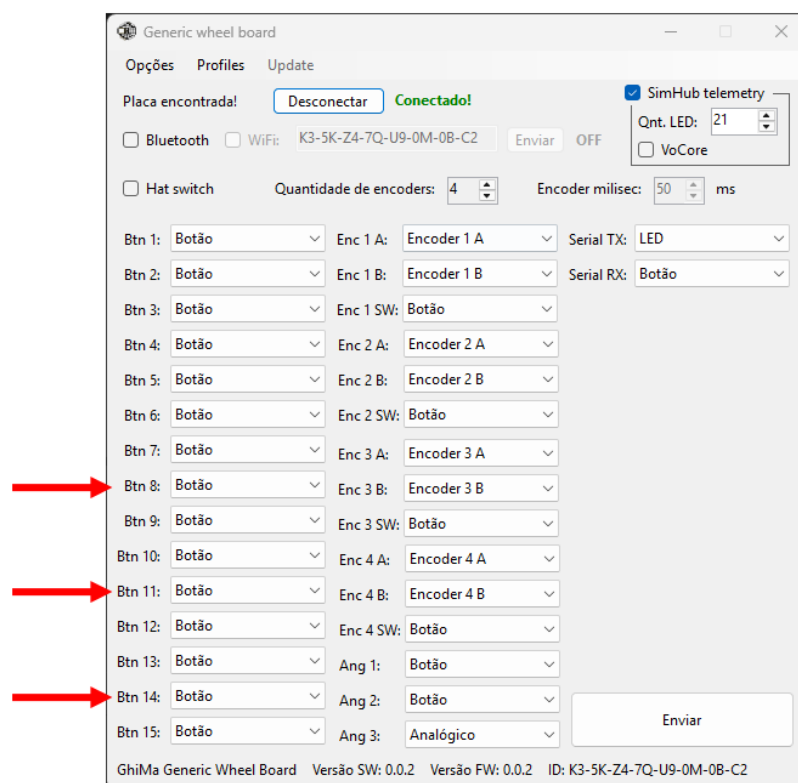 Generic wheel board
Opções Profiles Update
Placa encontrada! Desconectar Conectado! SimHub telemetry
Qnt. LED: 21
Bluetooth WiFi: K3-5K-Z4-7Q-U9-0M-0B-C2 Enviar OFF VoCore
Hat switch Quantidade de encoders: 4 Encoder milisec: 50 ms
Btn 1: Botão Enc 1 A: Encoder 1 A Serial TX: LED
Btn 2: Botão Enc 1 B: Encoder 1 B Serial RX: Botão
Btn 3: Botão Enc 1 SW: Botão
Btn 4: Botão Enc 2 A: Encoder 2 A
Btn 5: Botão Enc 2 B: Encoder 2 B
Btn 6: Botão Enc 2 SW: Botão
Btn 7: Botão Enc 3 A: Encoder 3 A
Btn 8: Botão Enc 3 B: Encoder 3 B
Btn 9: Botão Enc 3 SW: Botão
Btn 10: Botão Enc 4 A: Encoder 4 A
Btn 11: Botão Enc 4 B: Encoder 4 B
Btn 12: Botão Enc 4 SW: Botão
Btn 13: Botão Ang 1: Botão
Btn 14: Botão Ang 2: Botão
Btn 15: Botão Ang 3: Analógico Enviar
GhiMa Generic Wheel Board Versão SW: 0.0.2 Versão FW: 0.0.2 ID: K3-5K-Z4-7Q-U9-0M-0B-C2